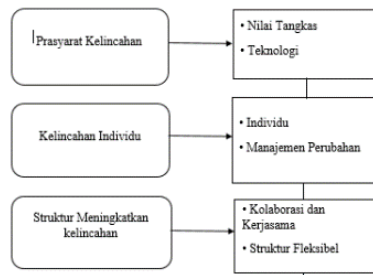 Prasyarat Kelincahan
• Nilai Tangkas
• Teknologi
Kelincahan Individu
• Individu
• Manajemen Perubahan
Struktur Meningkatkan
kelincahan
• Kolaborasi dan
Kerjasama
• Struktur Fleksibel